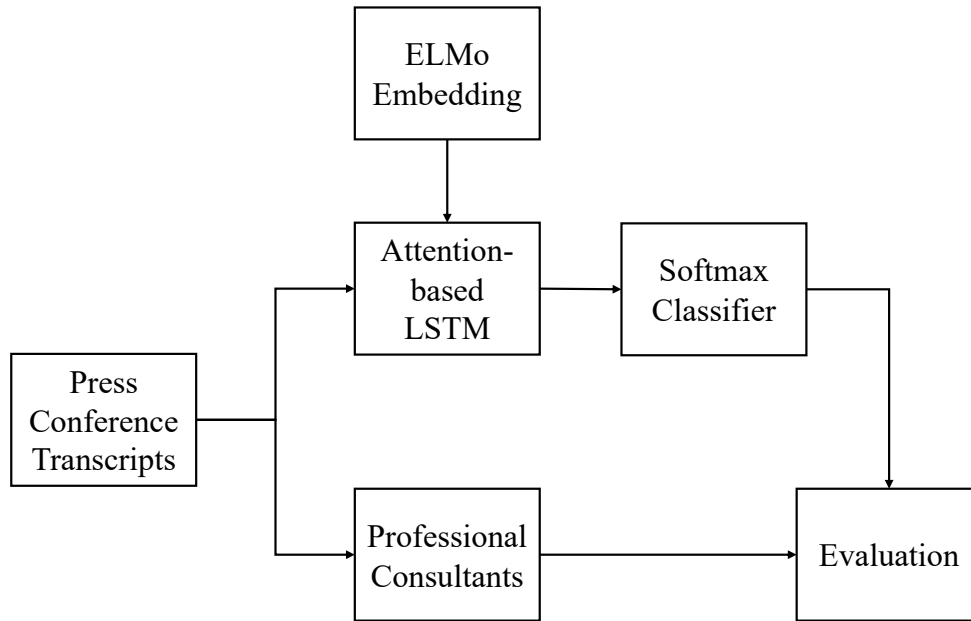 ELMo
Embedding
Attention-
based
LSTM
Softmax
Classifier
Press
Conference
Transcripts
Professional
Consultants
Evaluation